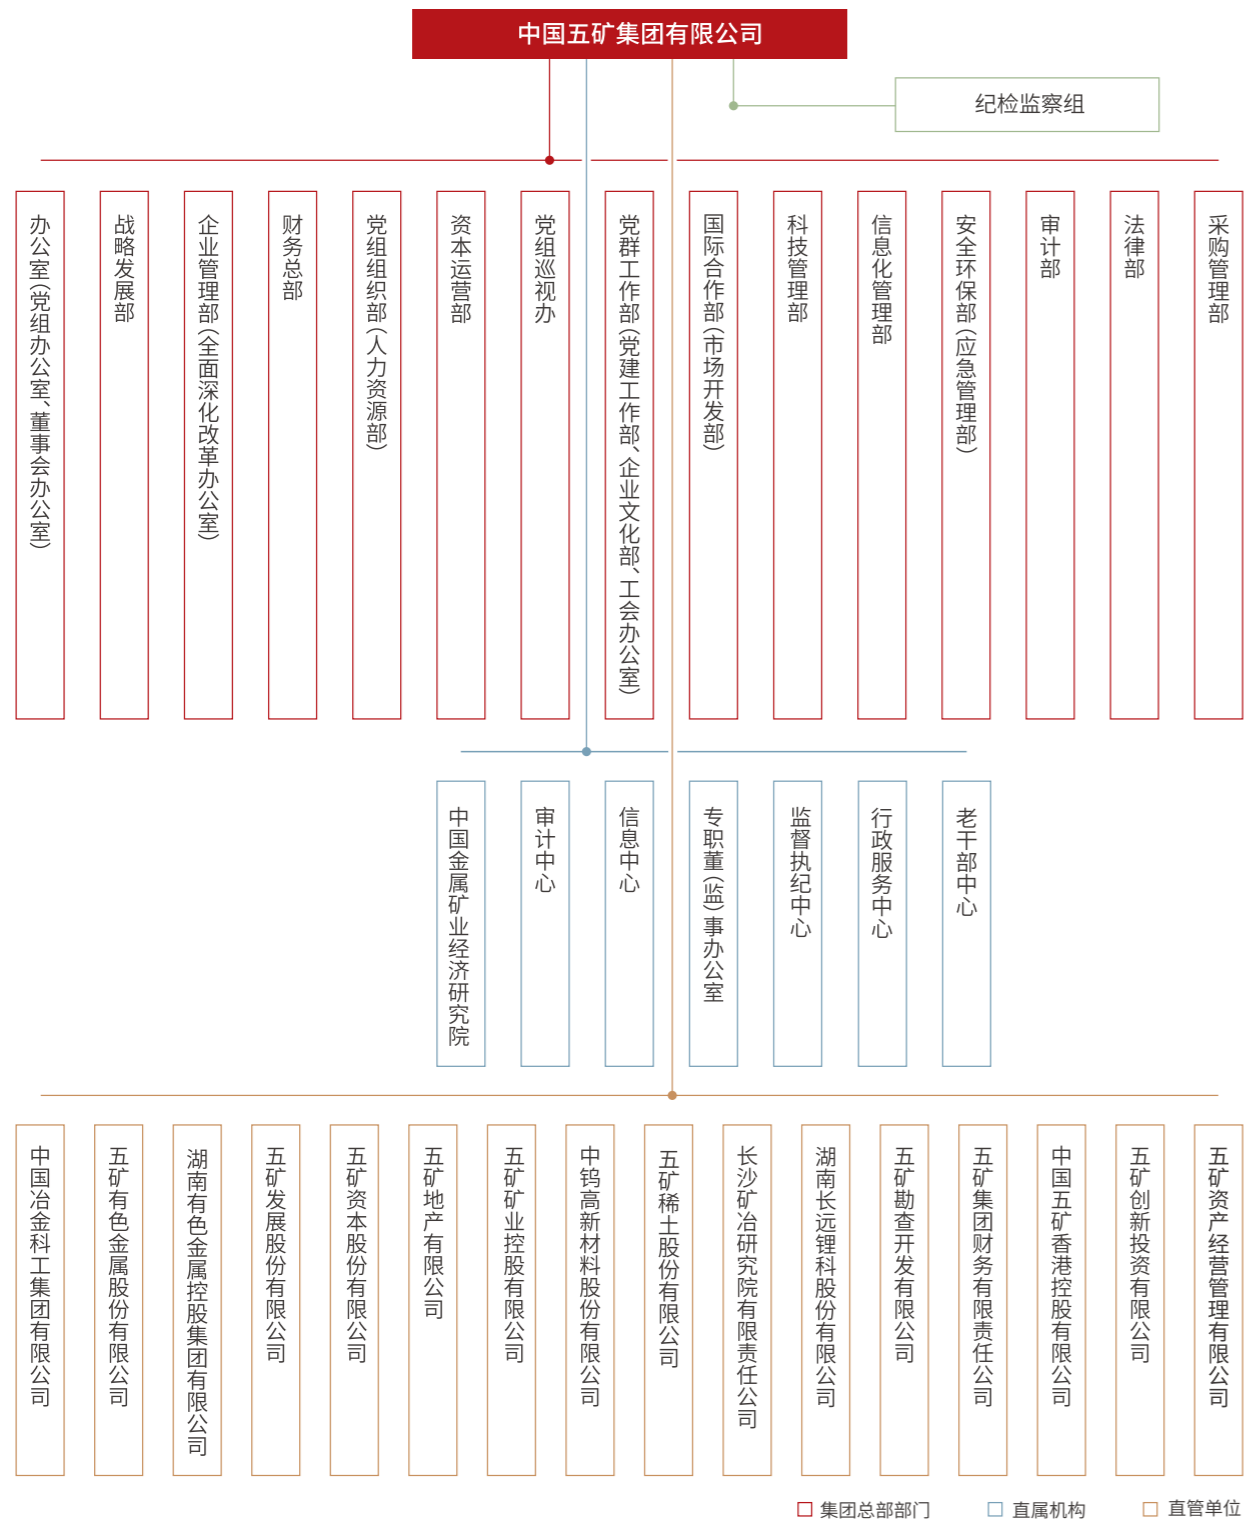 中国五矿集团有限公司
纪检监察组
办公室(党组办公室、董事会办公室)
战略发展部
企业管理部(全面深化改革办公室)
财务总部
党组组织部(人力资源部)
资本运营部
党组巡视办
党群工作部(党建工作部、企业文化部、工会办公室)
国际合作部(市场开发部)
科技管理部
信息化管理部
安全环保部(应急管理部)
审计部
法律部
采购管理部
中国金属矿业经济研究院
审计中心
信息中心
专职董(监)事办公室
监督执纪中心
行政服务中心
老干部中心
中国冶金科工集团有限公司
五矿有色金属股份有限公司
湖南有色金属控股集团有限公司
五矿发展股份有限公司
五矿资本股份有限公司
五矿地产有限公司
五矿矿业控股有限公司
中钨高新材料股份有限公司
五矿稀土股份有限公司
长沙矿冶研究院有限责任公司
湖南长远锂科股份有限公司
五矿勘查开发有限公司
五矿集团财务有限责任公司
中国五矿香港控股有限公司
五矿创新投资有限公司
五矿资产经营管理有限公司
集团总部部门
直属机构
直管单位